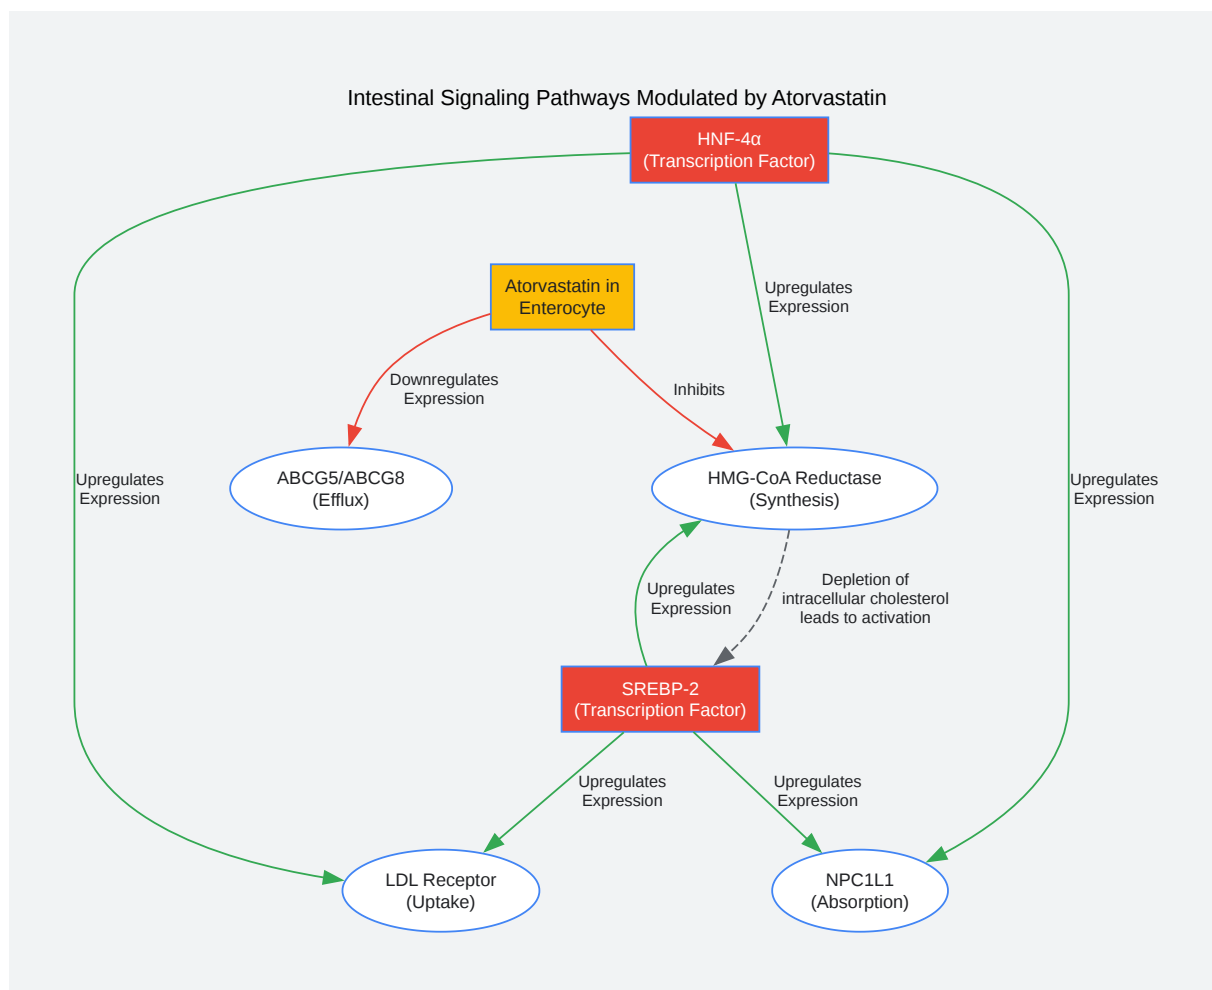 Intestinal Signaling Pathways Modulated by Atorvastatin
HNF-4α
(Transcription Factor)
Atorvastatin in
Enterocyte
Upregulates
Expression
Downregulates
Expression
Inhibits
Upregulates
Expression
ABCG5/ABCG8
(Efflux)
HMG-CoA Reductase
(Synthesis)
Upregulates
Expression
Upregulates
Expression
Depletion of
intracellular cholesterol
leads to activation
SREBP-2
(Transcription Factor)
Upregulates
Expression
Upregulates
Expression
LDL Receptor
(Uptake)
NPC1L1
(Absorption)